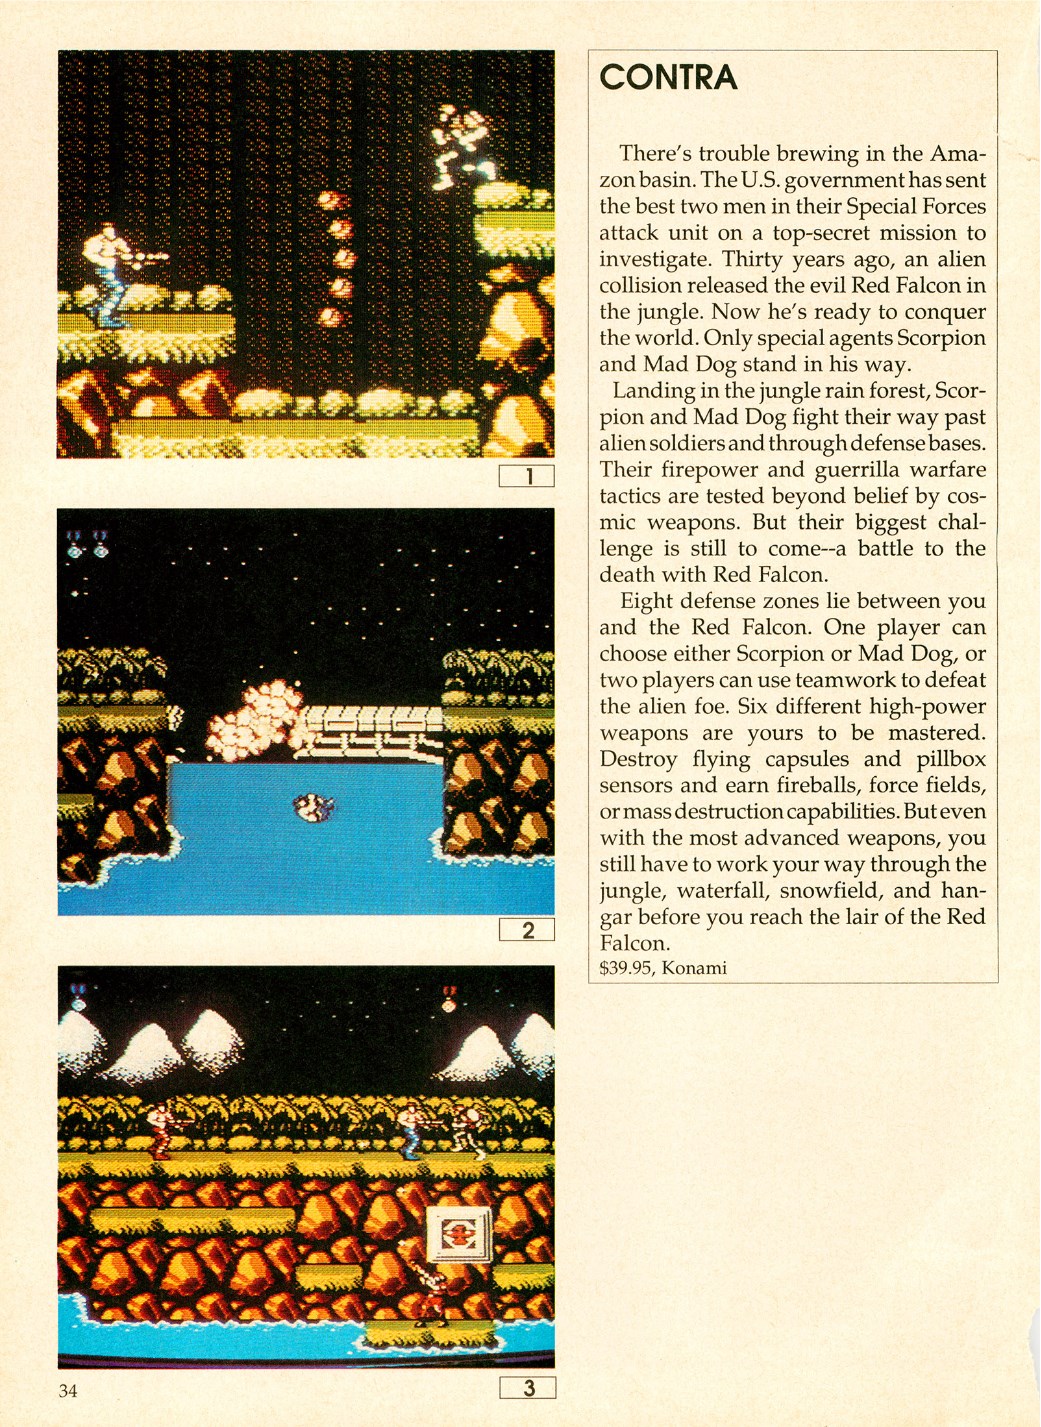 CONTRA
There's trouble brewing in the Ama-
zon basin. The U.S. government has sent
the best two men in their Special Forces
attack unit on a top-secret mission to
investigate. Thirty years ago, an alien
collision released the evil Red Falcon in
the jungle. Now he's ready to conquer
the world. Only special agents Scorpion
and Mad Dog stand in his way.
Landing in the jungle rain forest, Scor-
pion and Mad Dog fight their way past
alien soldiers and through defense bases.
Their firepower and guerrilla warfare
tactics are tested beyond belief by cos-
mic weapons. But their biggest chal-
lenge is still to come--a battle to the
death with Red Falcon.
Eight defense zones lie between you
and the Red Falcon. One player can
choose either Scorpion or Mad Dog, or
two players can use teamwork to defeat
the alien foe. Six different high-power
weapons are yours to be mastered.
Destroy flying capsules and pillbox
sensors and earn fireballs, force fields,
or mass destruction capabilities. But even
with the most advanced weapons, you
still have to work your way through the
jungle, waterfall, snowfield, and han-
gar before you reach the lair of the Red
Falcon.
$39.95, Konami
1
2
3
34